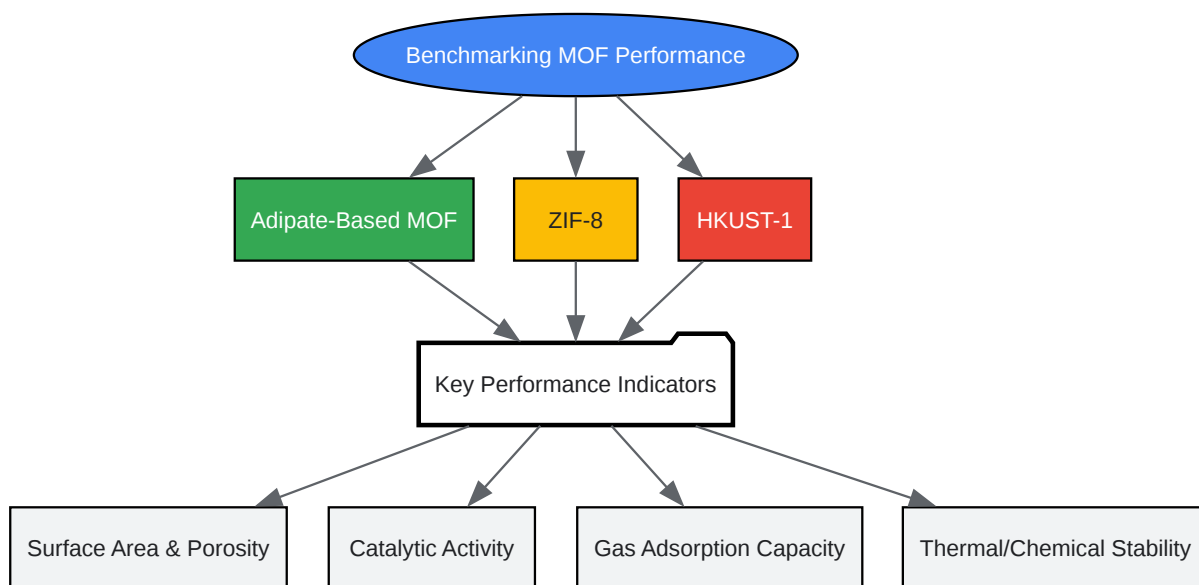 Benchmarking MOF Performance
Adipate-Based MOF
ZIF-8
HKUST-1
Key Performance Indicators
Surface Area & Porosity
Catalytic Activity
Gas Adsorption Capacity
Thermal/Chemical Stability